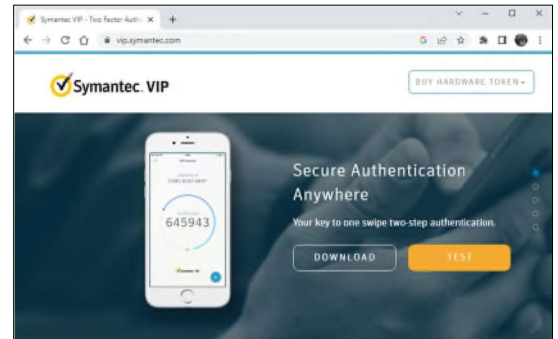 Symantec VIP - Two Factor Auth
vip.symantec.com
Symantec. VIP
BUY HARDWARE TOKEN
645943
Secure Authentication
Anywhere
Your key to one swipe two-step authentication.
DOWNLOAD
TEST